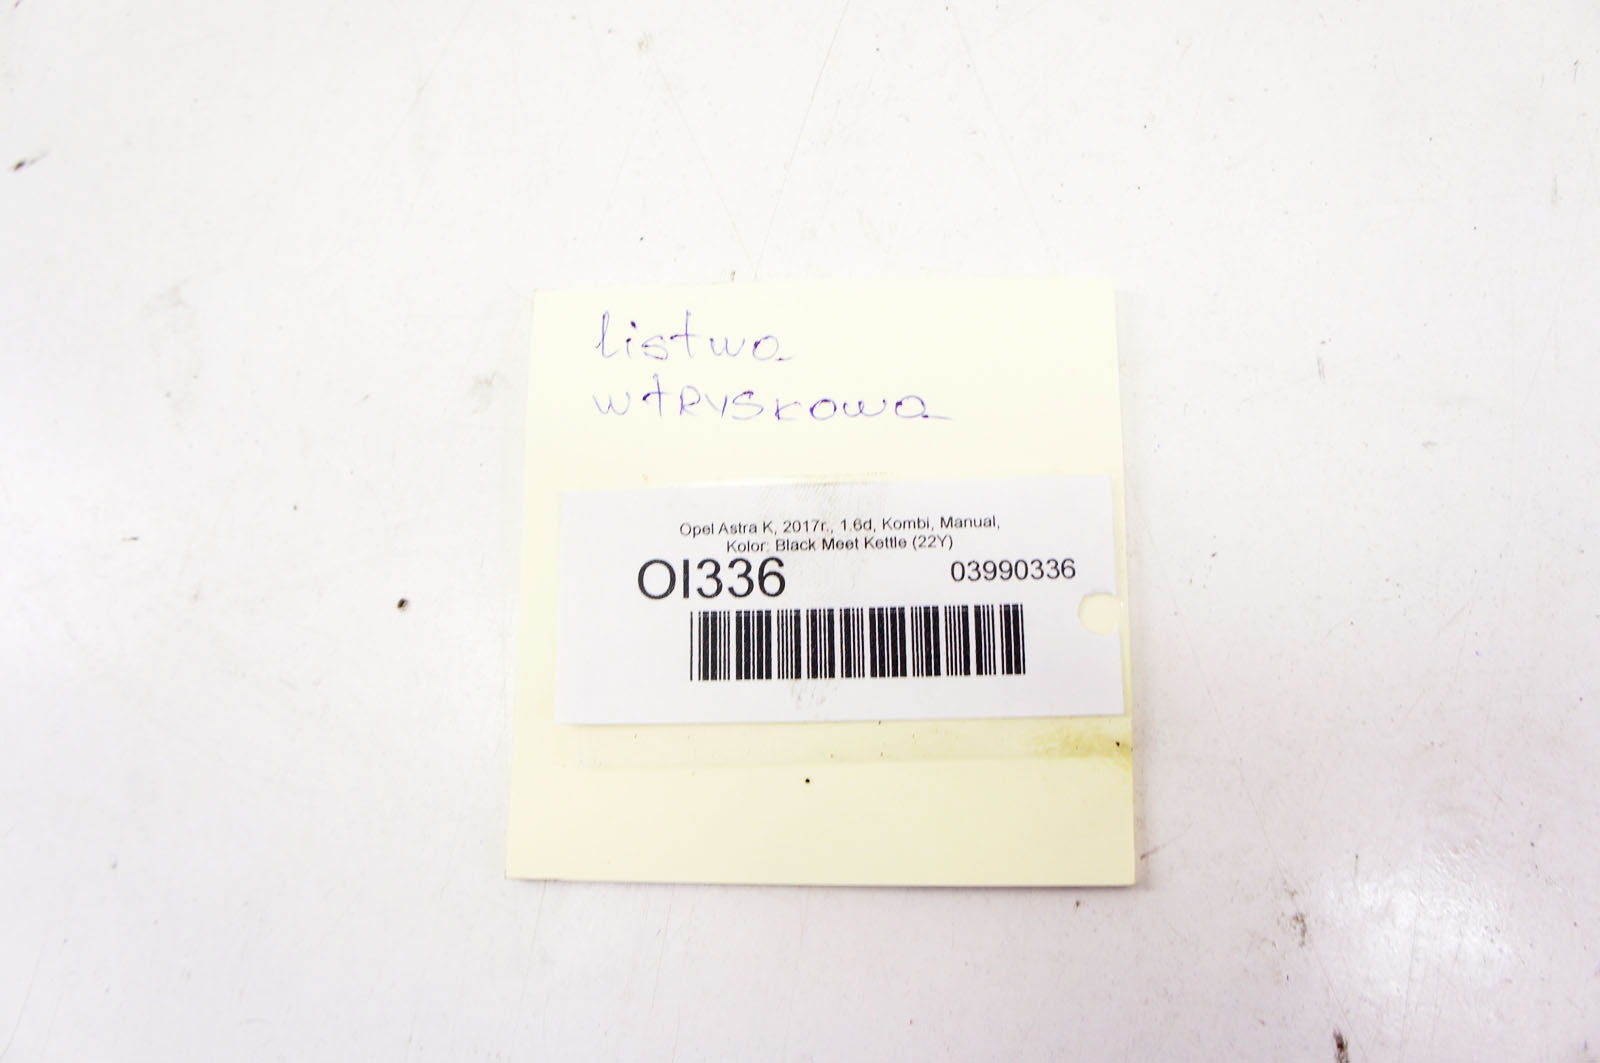 listwa
wtryskowa
Opel Astra K, 2017r., 1.6d, Kombi, Manual,
Kolor: Black Meet Kettle (22Y)
OI336 03990336